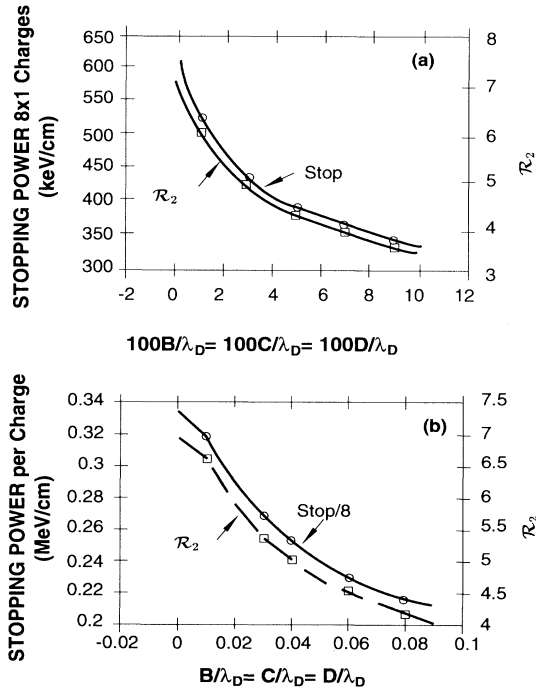 STOPPING POWER 8x1 Charges
(keV/cm)
650
600
550
500
450
400
350
300
(a)
Stop
ℛ₂
8
7
6
5
4
3
ℛ₂
-2 0 2 4 6 8 10 12
100B/λD= 100C/λD= 100D/λD
STOPPING POWER per Charge
(MeV/cm)
0.34
0.32
0.3
0.28
0.26
0.24
0.22
0.2
(b)
Stop/8
ℛ₂
7.5
7
6.5
6
5.5
5
4.5
4
ℛ₂
-0.02 0 0.02 0.04 0.06 0.08 0.1
B/λD= C/λD= D/λD